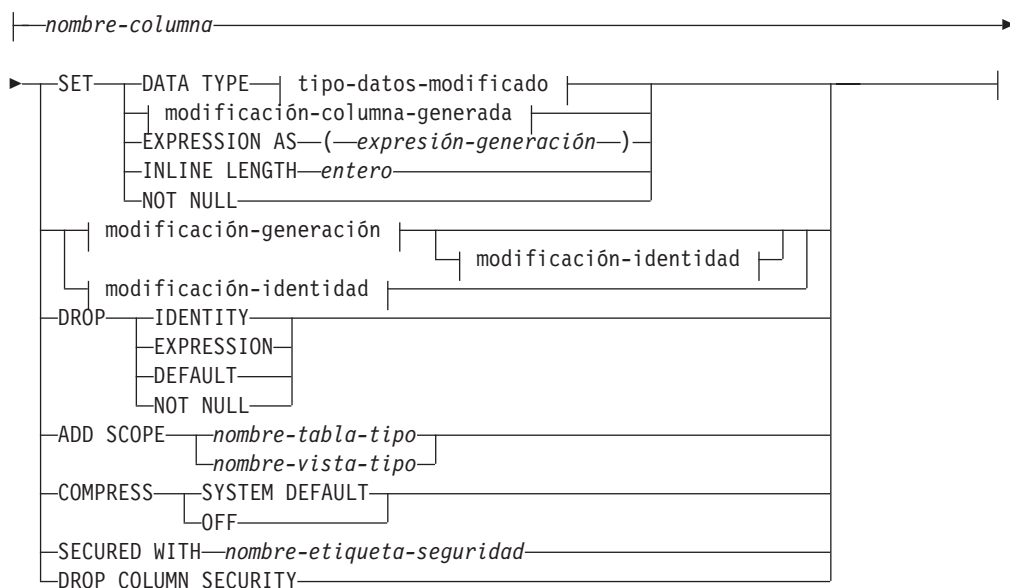 nombre-columna
SET DATA TYPE tipo-datos-modificado
modificación-columna-generada
EXPRESSION AS ( expresión-generación )
INLINE LENGTH entero
NOT NULL
modificación-generación
modificación-identidad
modificación-identidad
DROP IDENTITY
EXPRESSION
DEFAULT
NOT NULL
ADD SCOPE nombre-tabla-tipo
nombre-vista-tipo
COMPRESS SYSTEM DEFAULT
OFF
SECURED WITH nombre-etiqueta-seguridad
DROP COLUMN SECURITY